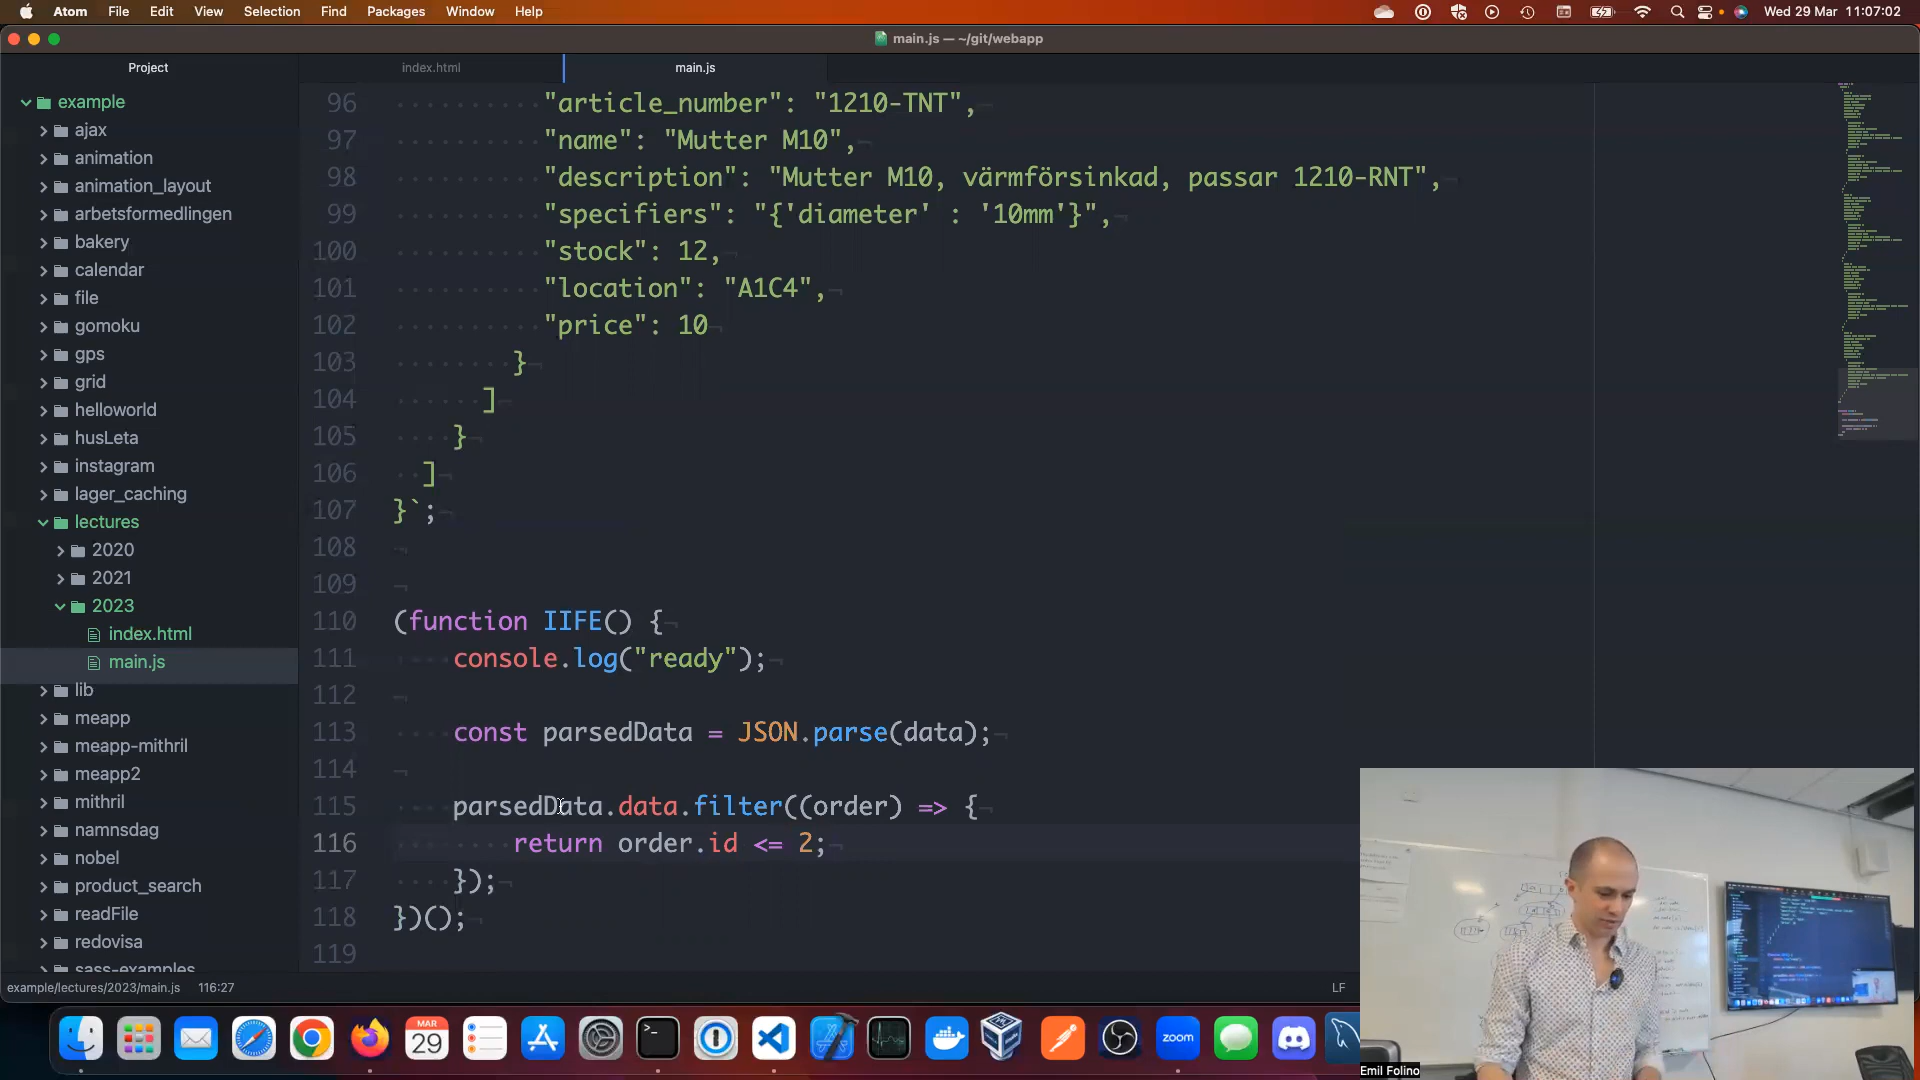 Atom File Edit View Selection Find Packages Window Help Wed 29 Mar 11:07:02
main.js — ~/git/webapp
Project
index.html
main.js
example
ajax
animation
animation_layout
arbetsformedlingen
bakery
calendar
file
gomoku
gps
grid
helloworld
husLeta
instagram
lager_caching
lectures
2020
2021
2023
index.html
main.js
lib
meapp
meapp-mithril
meapp2
mithril
namnsdag
nobel
product_search
readFile
redovisa
sass-examples
96 "article_number": "1210-TNT",
97 "name": "Mutter M10",
98 "description": "Mutter M10, värmförsinkad, passar 1210-RNT",
99 "specifiers": "{'diameter' : '10mm'}",
100 "stock": 12,
101 "location": "A1C4",
102 "price": 10
103 }
104 ]
105 }
106 ]
107 }`;
108
109
110 (function IIFE() {
111 console.log("ready");
112
113 const parsedData = JSON.parse(data);
114
115 parsedData.data.filter((order) => {
116 return order.id <= 2;
117 });
118 })();
119
example/lectures/2023/main.js 116:27
LF
MAR
29
zoom
Emil Folino